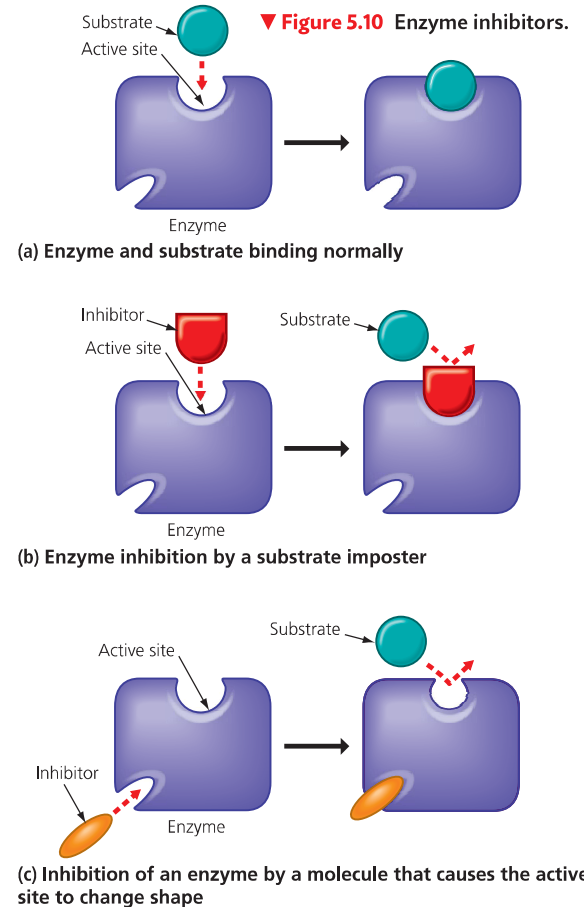 ▼ Figure 5.10 Enzyme inhibitors.
Substrate
Active site
Enzyme
(a) Enzyme and substrate binding normally
Inhibitor
Substrate
Active site
Enzyme
(b) Enzyme inhibition by a substrate imposter
Substrate
Active site
Inhibitor
Enzyme
(c) Inhibition of an enzyme by a molecule that causes the active
site to change shape